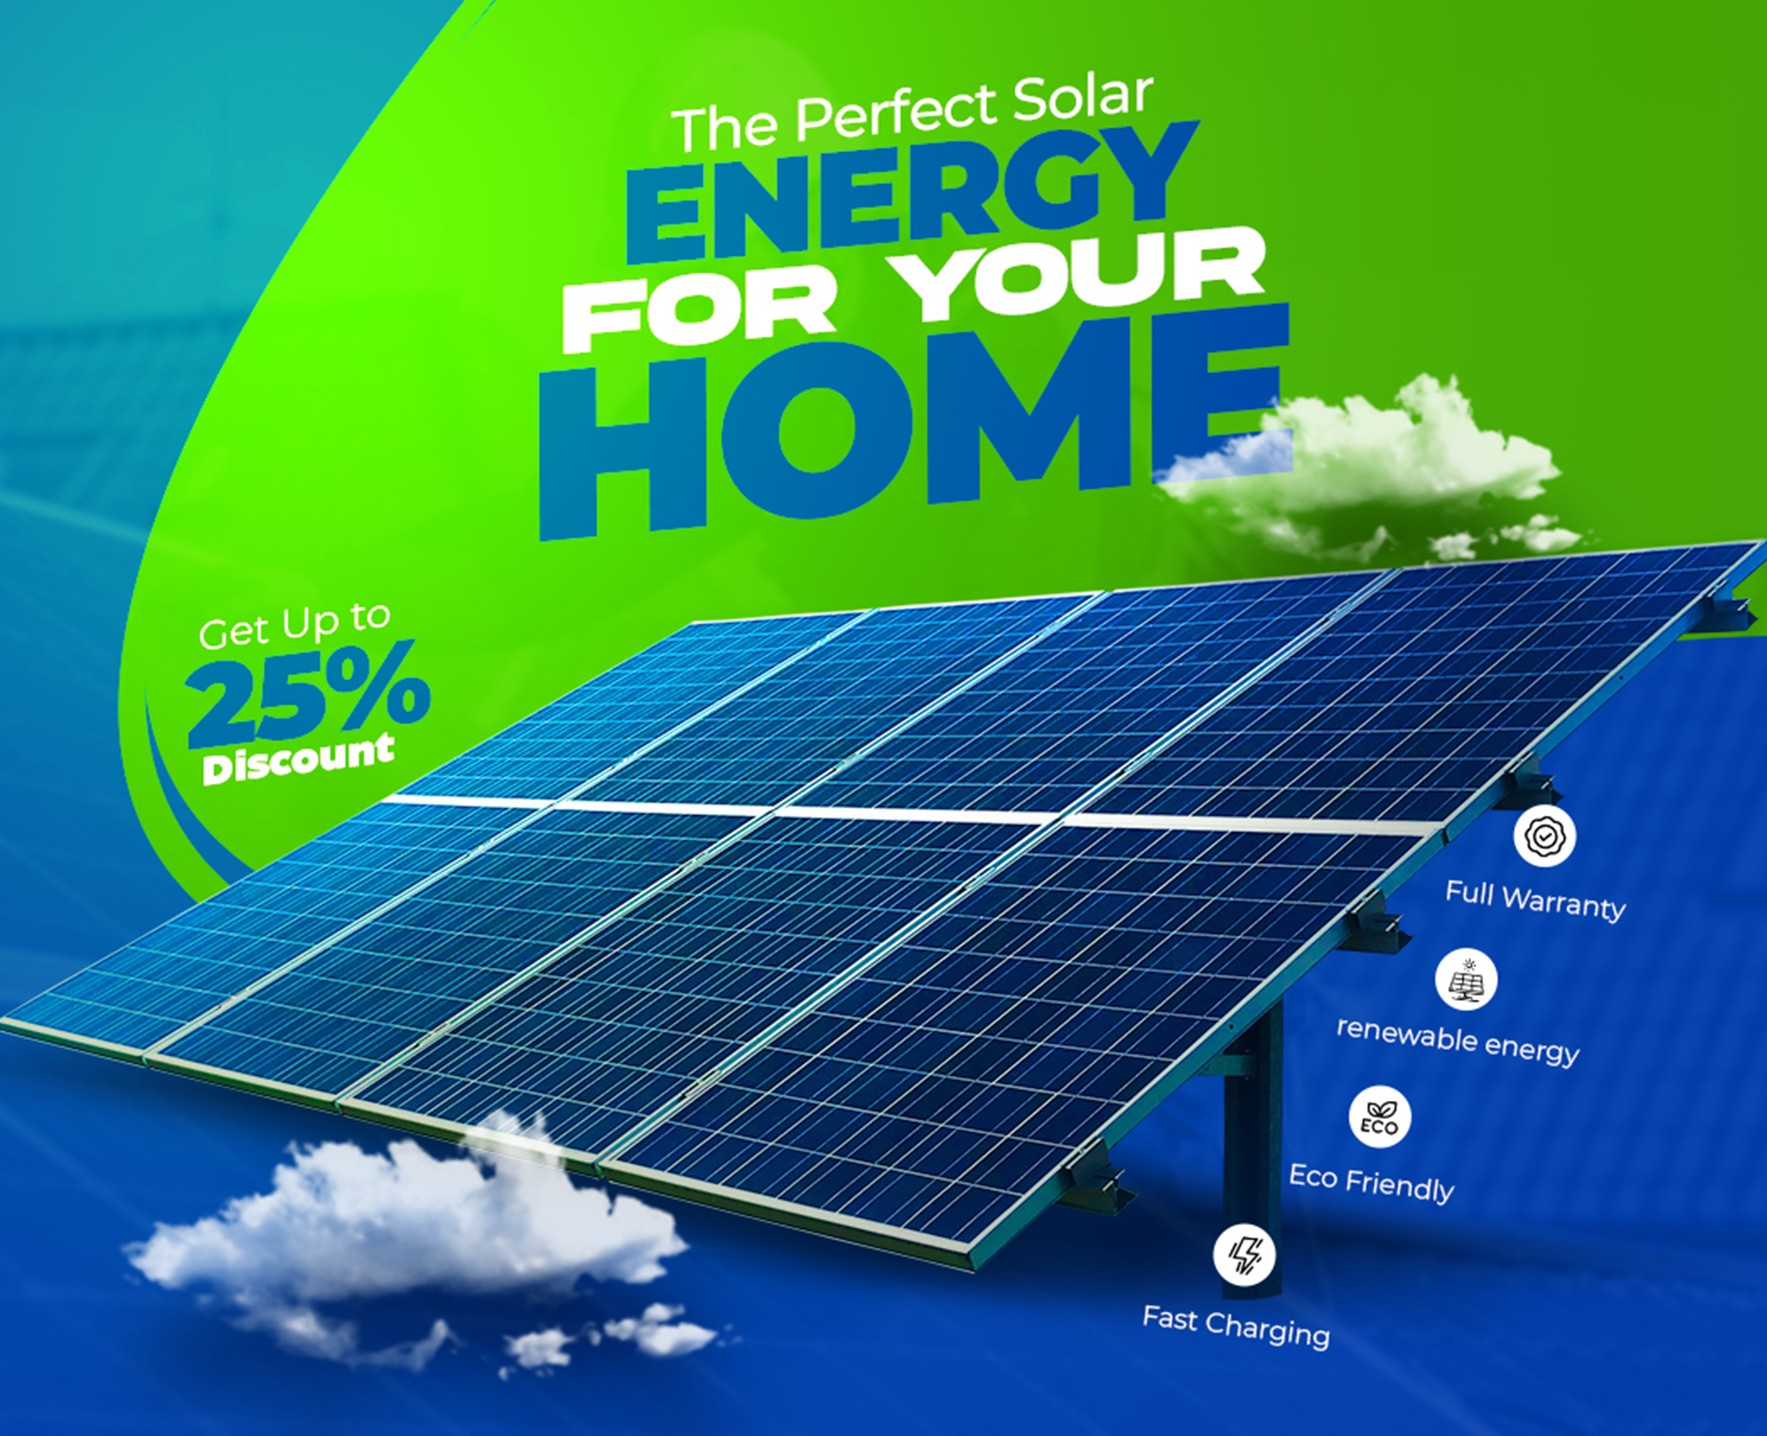 The Perfect Solar
ENERGY
FOR YOUR
HOME
Get Up to
25%
Discount
Full Warranty
renewable energy
ECO
Eco Friendly
Fast Charging